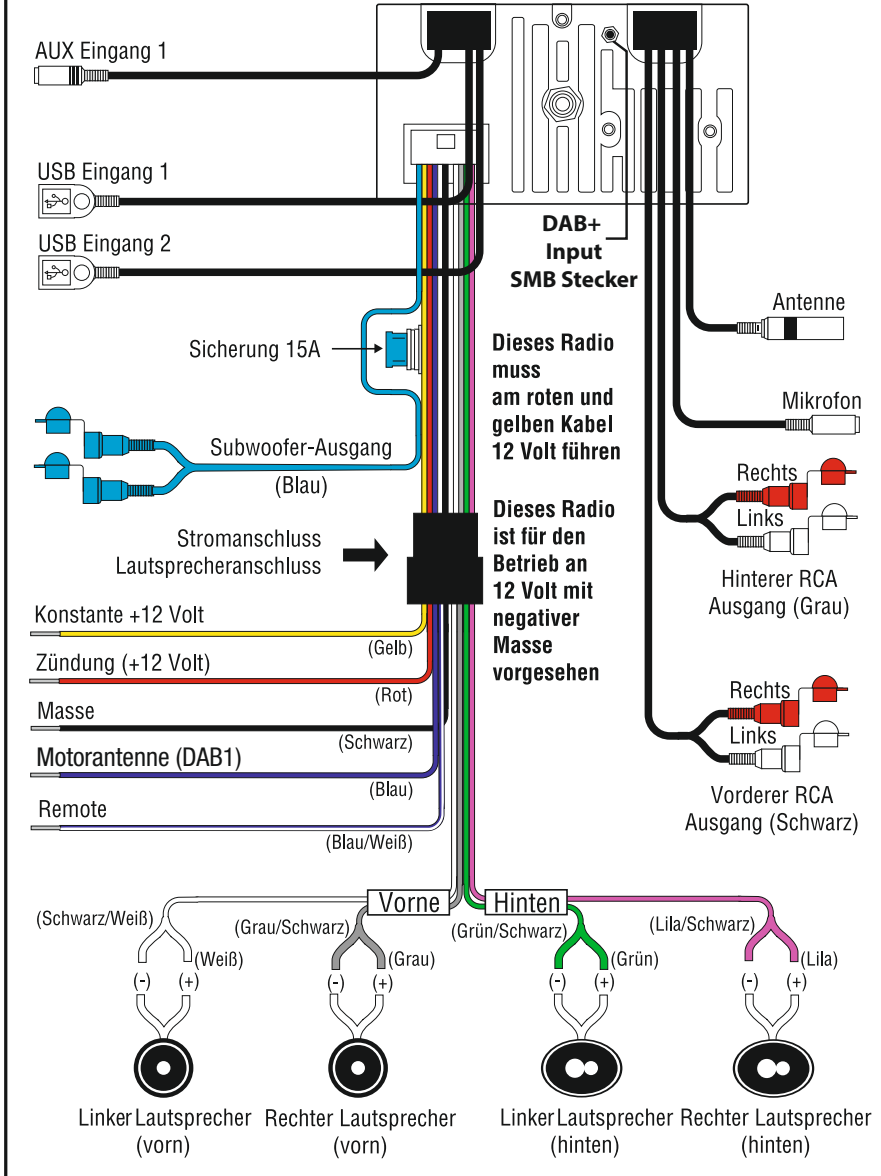 AUX Eingang 1
USB Eingang 1
USB Eingang 2
DAB+
Input
SMB Stecker
Antenne
Mikrofon
Sicherung 15A
Dieses Radio
muss
am roten und
gelben Kabel
12 Volt führen
Subwoofer-Ausgang
(Blau)
Rechts
Links
Hinterer RCA
Ausgang (Grau)
Stromanschluss
Lautsprecheranschluss
Dieses Radio
ist für den
Betrieb an
12 Volt mit
negativer
Masse
vorgesehen
Konstante +12 Volt
(Gelb)
Zündung (+12 Volt)
(Rot)
Masse
(Schwarz)
Motorantenne (DAB1)
(Blau)
Remote
(Blau/Weiß)
Rechts
Links
Vorderer RCA
Ausgang (Schwarz)
Vorne
Hinten
(Schwarz/Weiß)
(Weiß)
(Grau/Schwarz)
(Grau)
(Grün/Schwarz)
(Grün)
(Lila/Schwarz)
(Lila)
(-)
(+)
(-)
(+)
(-)
(+)
(-)
(+)
Linker Lautsprecher
(vorn)
Rechter Lautsprecher
(vorn)
Linker Lautsprecher
(hinten)
Rechter Lautsprecher
(hinten)